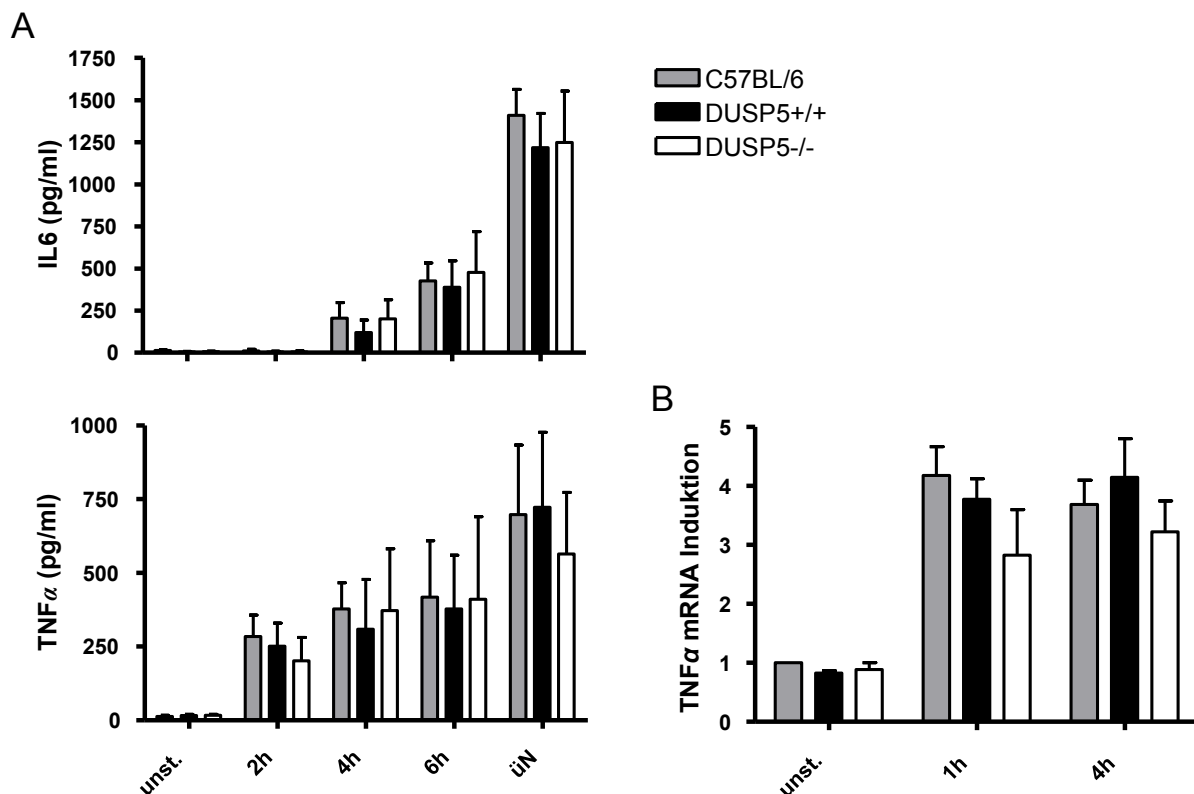 A
1750
1500
1250
1000
750
500
250
0
IL6 (pg/ml)
C57BL/6
DUSP5+/+
DUSP5-/-
1000
750
500
250
0
TNFα (pg/ml)
unst. 2h 4h 6h üN
B
5
4
3
2
1
0
TNFα mRNA Induktion
unst. 1h 4h